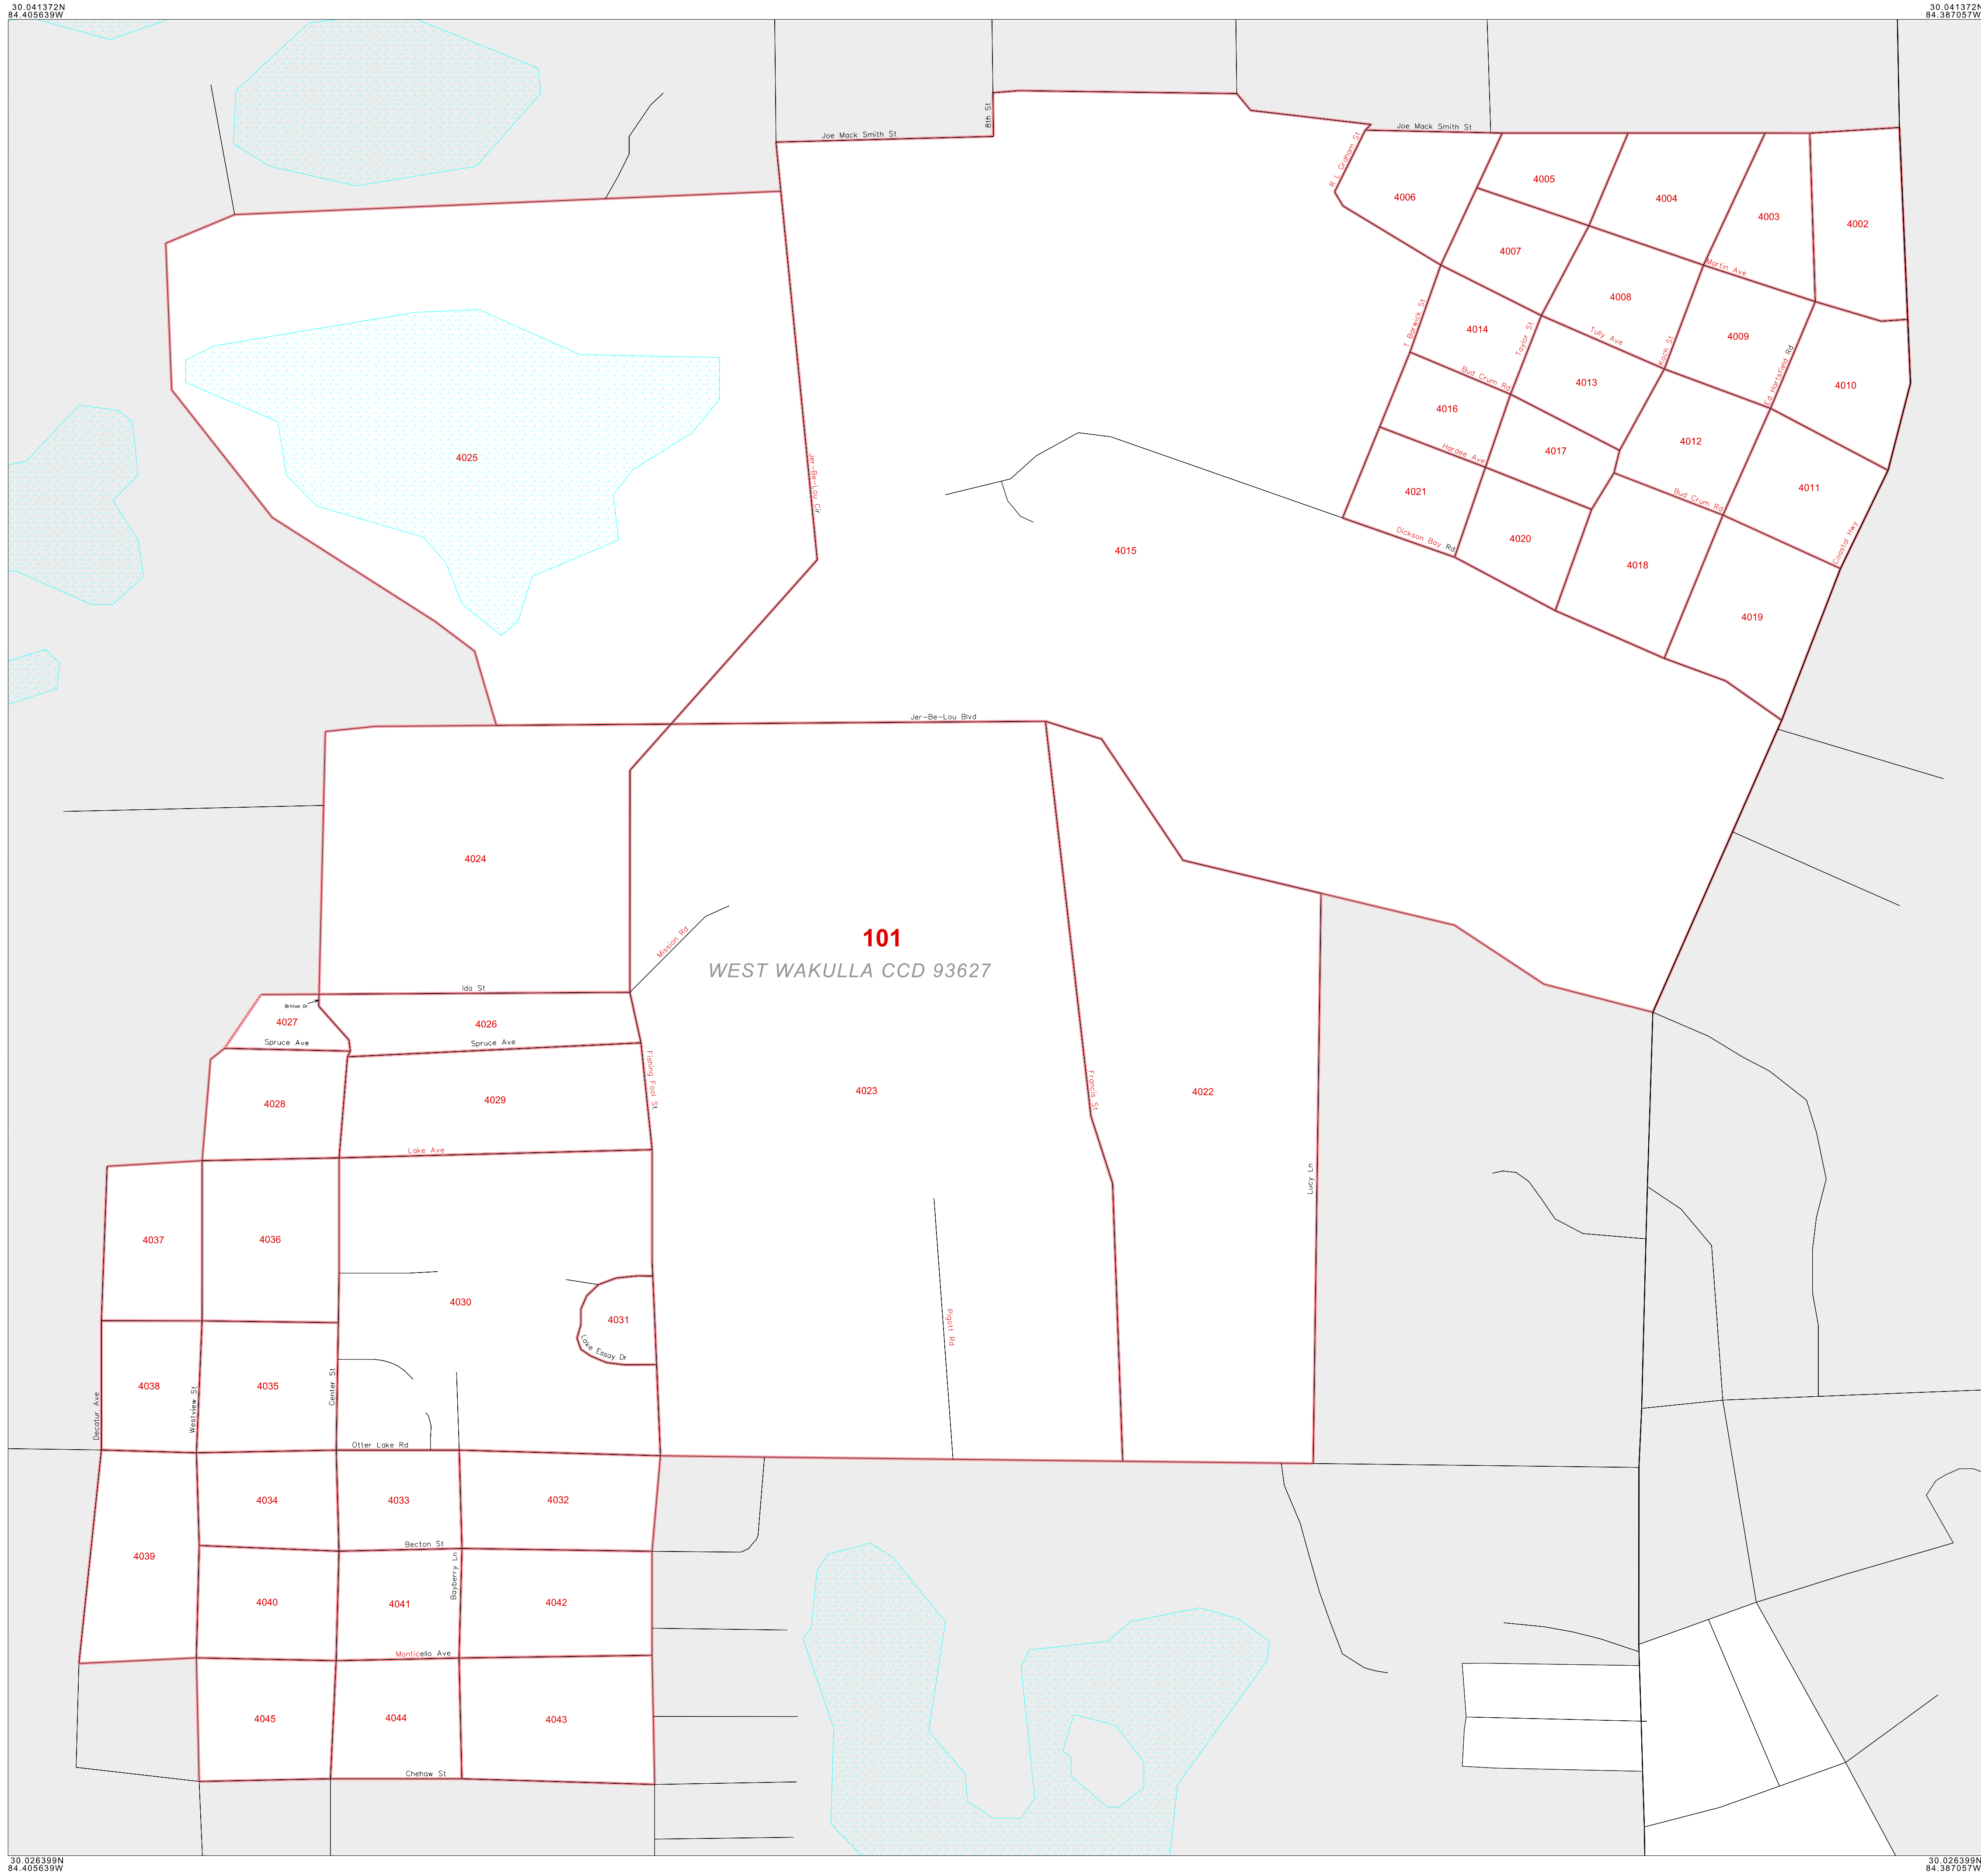 30.041372N
84.405639W
30.041372N
84.387057W
8th St
Joe Mack Smith St
Joe Mack Smith St
R L Graham St
4005
4006
4004
4003
4002
4007
Martin Ave
4008
T Barwick St
4014
Taylor St
Tully Ave
Koch St
4009
Ed Hartsfield Rd
4010
Bud Crum Rd
4013
4016
4012
Hardee Ave
4017
4025
Jer-Be-Lou Cir
4021
4011
Bud Crum Rd
Dickson Bay Rd
4020
Coastal Hwy
4015
4018
4019
Jer-Be-Lou Blvd
4024
101
Mission Rd
WEST WAKULLA CCD 93627
Ida St
Brittan Dr
4027
4026
Spruce Ave
Spruce Ave
Fishing Fool St
4023
Francis St
4022
4028
4029
Lake Ave
Lucy Ln
4037
4036
4030
4031
Pigott Rd
Lake Essay Dr
4038
4035
Decatur Ave
Westview St
Center St
Otter Lake Rd
4034
4033
4032
Becton St
4039
Bayberry Ln
4040
4041
4042
Monticello Ave
4045
4044
4043
Chehaw St
30.026399N
84.405639W
30.026399N
84.387057W